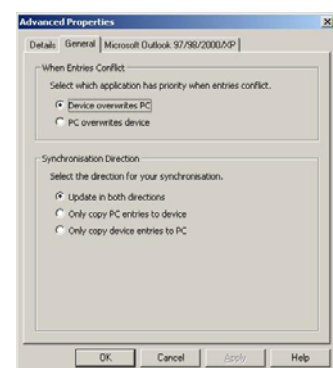 Advanced Properties
Details General Microsoft Outlook 97/98/2000/XP
When Entries Conflict
Select which application has priority when entries conflict.
Device overwrites PC
PC overwrites device
Synchronisation Direction
Select the direction for your synchronisation.
Update in both directions
Only copy PC entries to device
Only copy device entries to PC
OK Cancel Apply Help